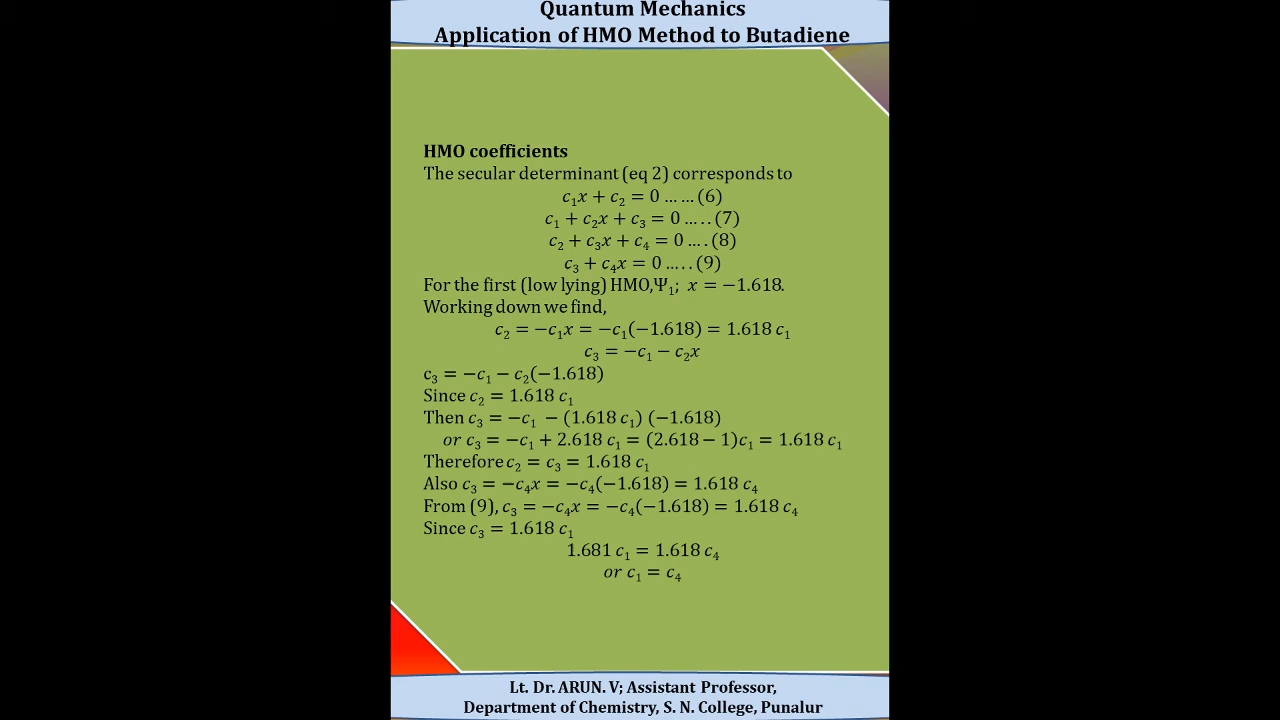 Quantum Mechanics
Application of HMO Method to Butadiene
HMO coefficients
The secular determinant (eq 2) corresponds to
c₁x + c₂ = 0 … … (6)
c₁ + c₂x + c₃ = 0 … . . (7)
c₂ + c₃x + c₄ = 0 … . (8)
c₃ + c₄x = 0 … . . (9)
For the first (low lying) HMO,Ψ₁; x = −1.618.
Working down we find,
c₂ = −c₁x = −c₁(−1.618) = 1.618 c₁
c₃ = −c₁ − c₂x
c₃ = −c₁ − c₂(−1.618)
Since c₂ = 1.618 c₁
Then c₃ = −c₁ − (1.618 c₁) (−1.618)
or c₃ = −c₁ + 2.618 c₁ = (2.618 − 1)c₁ = 1.618 c₁
Therefore c₂ = c₃ = 1.618 c₁
Also c₃ = −c₄x = −c₄(−1.618) = 1.618 c₄
From (9), c₃ = −c₄x = −c₄(−1.618) = 1.618 c₄
Since c₃ = 1.618 c₁
1.681 c₁ = 1.618 c₄
or c₁ = c₄
Lt. Dr. ARUN. V; Assistant Professor,
Department of Chemistry, S. N. College, Punalur